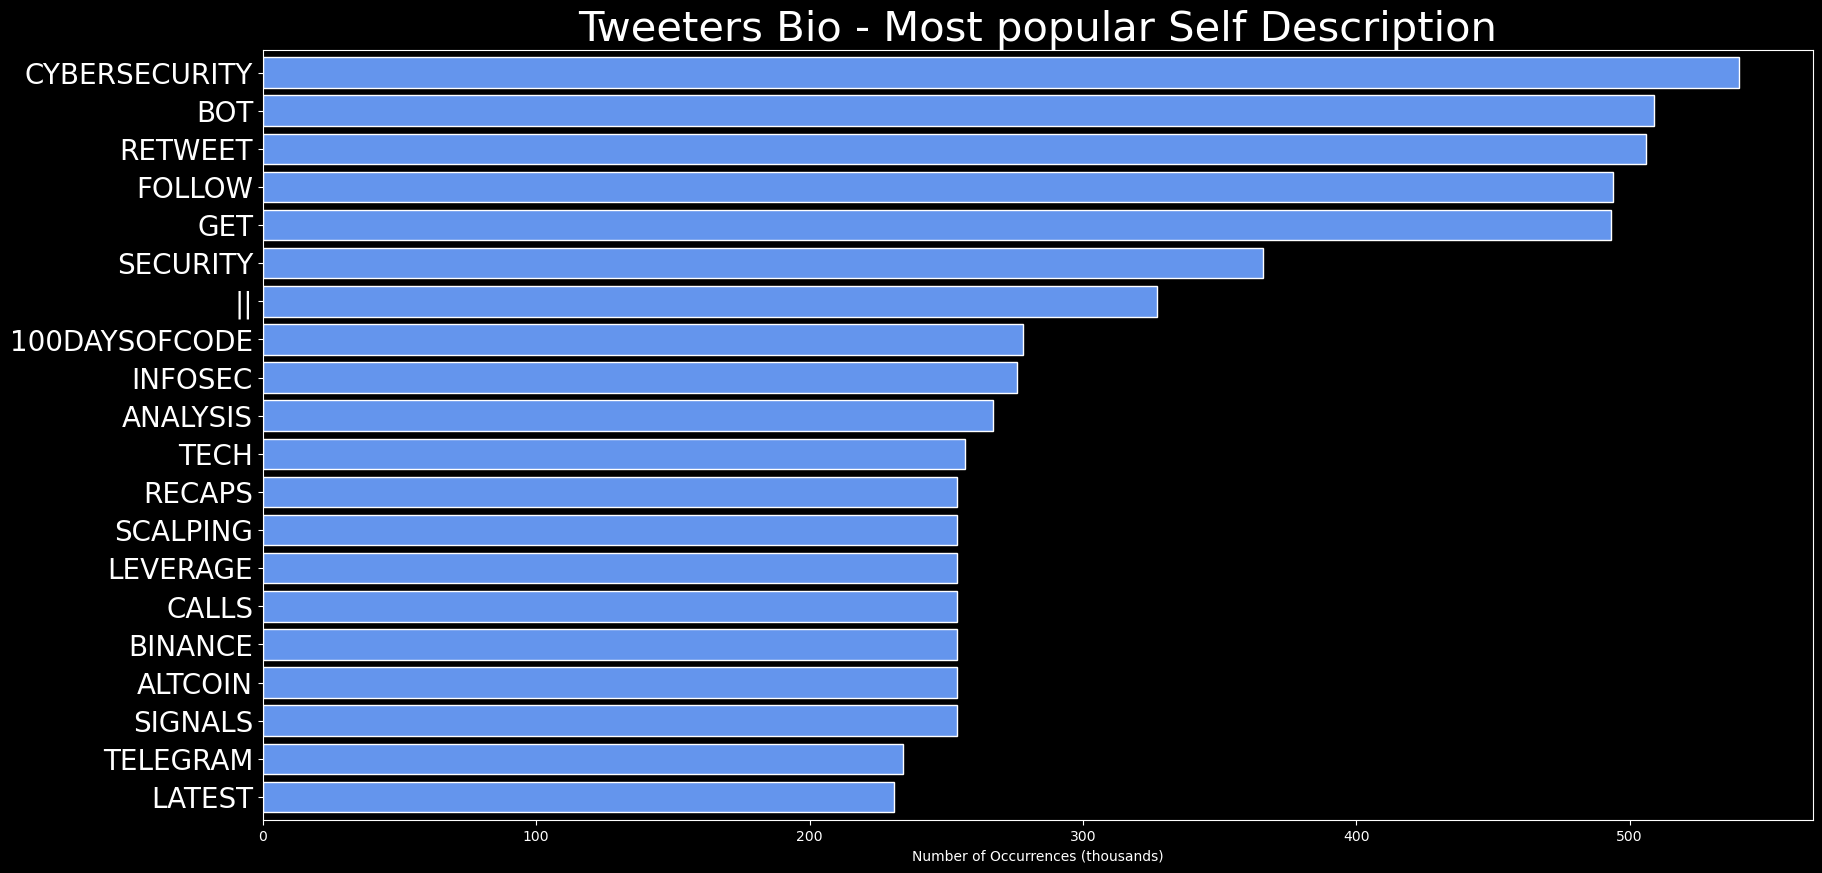 Tweeters Bio - Most popular Self Description
CYBERSECURITY
BOT
RETWEET
FOLLOW
GET
SECURITY
||
100DAYSOFCODE
INFOSEC
ANALYSIS
TECH
RECAPS
SCALPING
LEVERAGE
CALLS
BINANCE
ALTCOIN
SIGNALS
TELEGRAM
LATEST
0 100 200 300 400 500
Number of Occurrences (thousands)